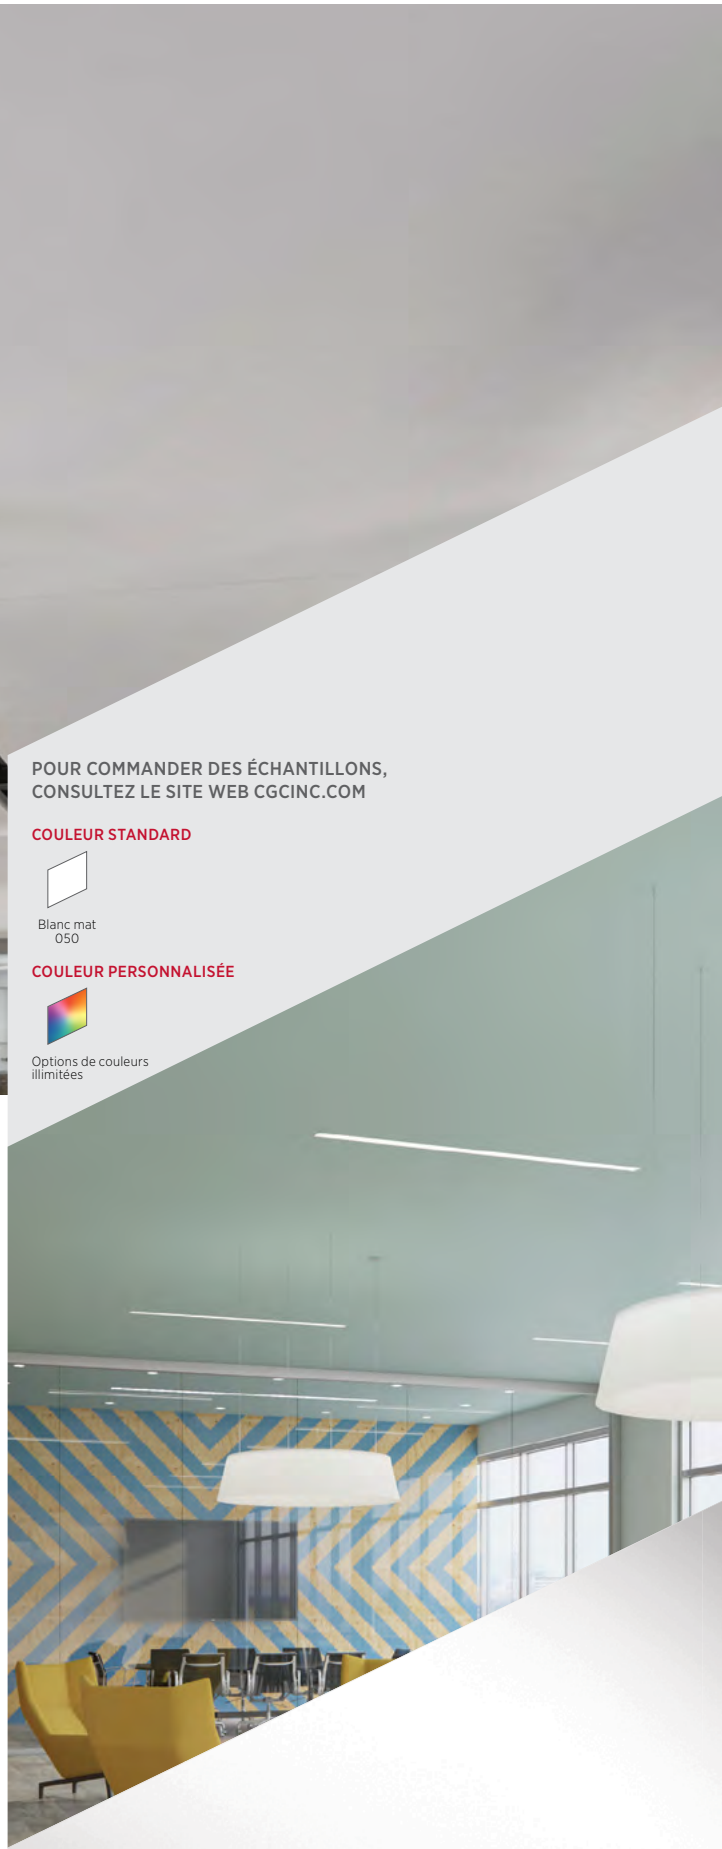 POUR COMMANDER DES ÉCHANTILLONS,
CONSULTEZ LE SITE WEB CGCINC.COM
COULEUR STANDARD
Blanc mat
050
COULEUR PERSONNALISÉE
Options de couleurs
illimitées